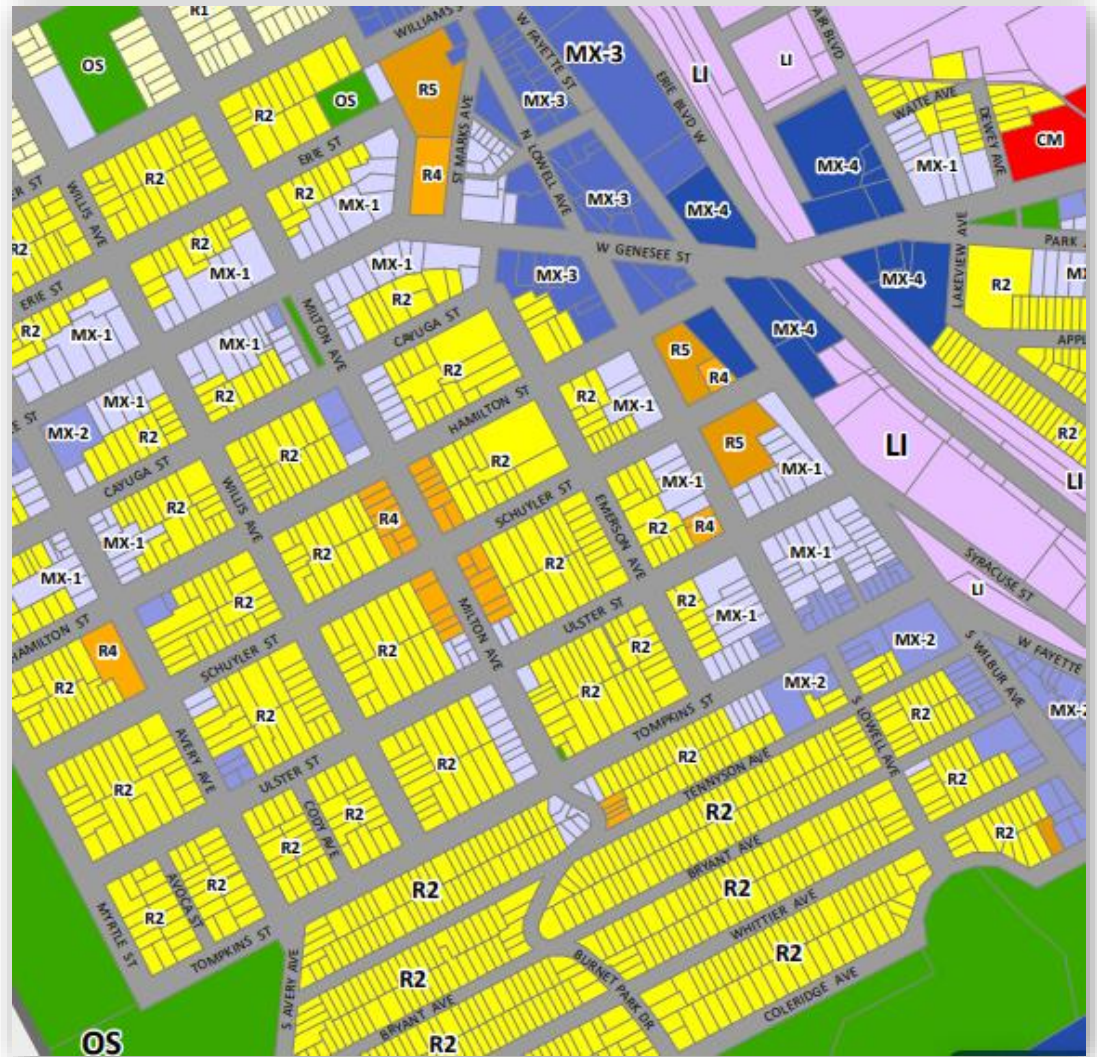 R1
WILLIAMS S
W FAYETTE ST
MX-3
LI
AIR BLVD
OS
R5
ERIE BLVD W
LI
R2
OS
MX-3
WAITE AVE
DEWEY AVE
ER ST
ERIE ST
ST MARKS AVE
N LOWELL AVE
CM
R2
R4
MX-4
MX-1
WILLIS AVE
R2
MX-1
MX-3
MX-4
R2
R2
MX-1
W GENESEE ST
LAKEVIEW AVE
PARK
ERIE ST
MX-1
MX-3
MX-4
R2
MX
R2
MX-1
MX-1
MILTON AVE
R2
CAYUGA ST
MX-4
APPL
R2
R2
R5
R4
E ST
MX-1
MX-2
R2
HAMILTON ST
R2
MX-1
R2
CAYUGA ST
R2
WILLIS AVE
R2
R5
MX-1
LI
LI
R2
MX-1
R4
SCHUYLER ST
EMERSON AVE
MX-1
R2
R4
MX-1
R2
R2
MX-1
R2
SYRACUSE ST
LI
HAMILTON ST
R4
R2
SCHUYLER ST
R2
MILTON AVE
ULSTER ST
R2
MX-1
MX-2
S WILBUR AVE
W FAYETTE
R2
AVERY AVE
R2
R2
TOMPKINS ST
MX-2
S LOWELL AVE
R2
MX-2
R2
ULSTER ST
R2
R2
TENNYSON AVE
R2
R2
CODY AVE
R2
R2
BRYANT AVE
R2
R2
AVOCA ST
R2
R2
R2
WHITTIER AVE
MYRTLE ST
TOMPKINS ST
S AVERY AVE
R2
BURNET PARK DR
R2
COLERIDGE AVE
BRYANT AVE
OS
R2